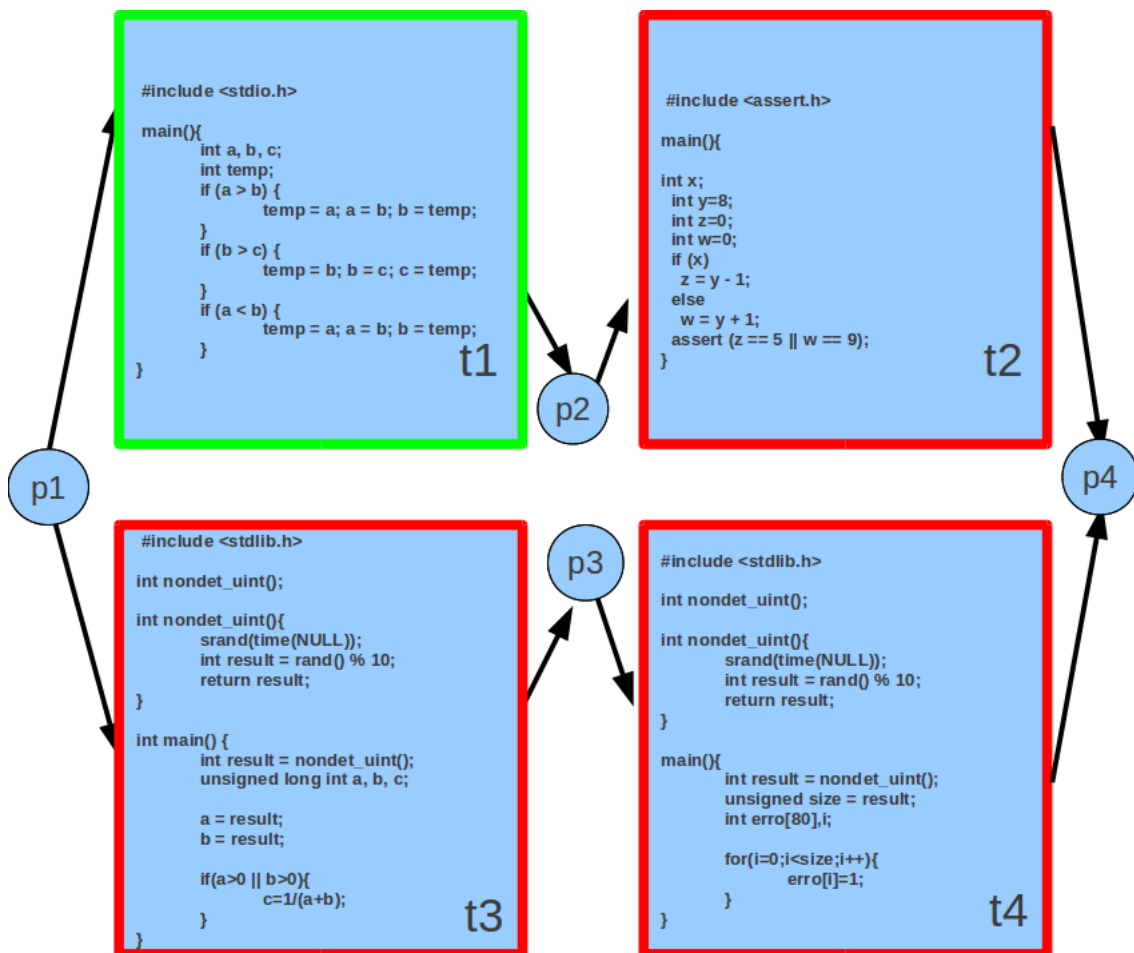 #include <stdio.h>
main(){
int a, b, c;
int temp;
if (a > b) {
temp = a; a = b; b = temp;
}
if (b > c) {
temp = b; b = c; c = temp;
}
if (a < b) {
temp = a; a = b; b = temp;
}
}
t1
#include <assert.h>
main(){
int x;
int y=8;
int z=0;
int w=0;
if (x)
z = y - 1;
else
w = y + 1;
assert (z == 5 || w == 9);
}
t2
p2
p1
p4
#include <stdlib.h>
int nondet_uint();
int nondet_uint(){
srand(time(NULL));
int result = rand() % 10;
return result;
}
int main() {
int result = nondet_uint();
unsigned long int a, b, c;
a = result;
b = result;
if(a>0 || b>0){
c=1/(a+b);
}
}
t3
p3
#include <stdlib.h>
int nondet_uint();
int nondet_uint(){
srand(time(NULL));
int result = rand() % 10;
return result;
}
main(){
int result = nondet_uint();
unsigned size = result;
int erro[80],i;
for(i=0;i<size;i++){
erro[i]=1;
}
}
t4